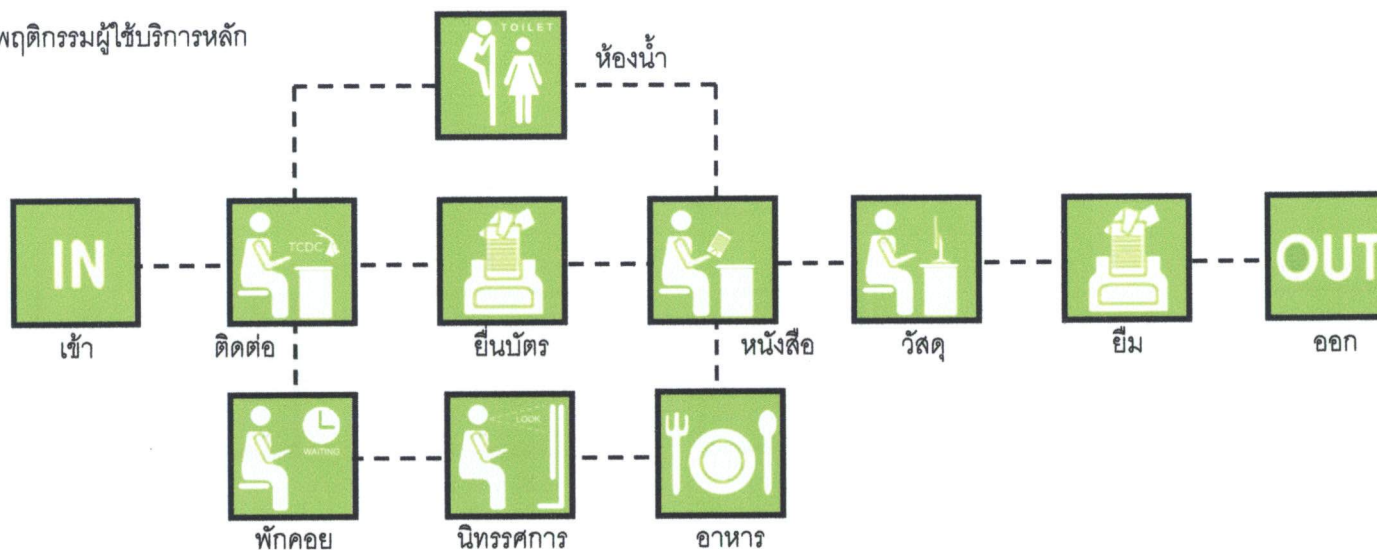 พฤติกรรมผู้ใช้บริการหลัก
TOILET
ห้องน้ำ
IN
TCDC
OUT
เข้า
ติดต่อ
ยื่นบัตร
หนังสือ
วัสดุ
ยืม
ออก
WAITING
LOOK
พักคอย
นิทรรศการ
อาหาร